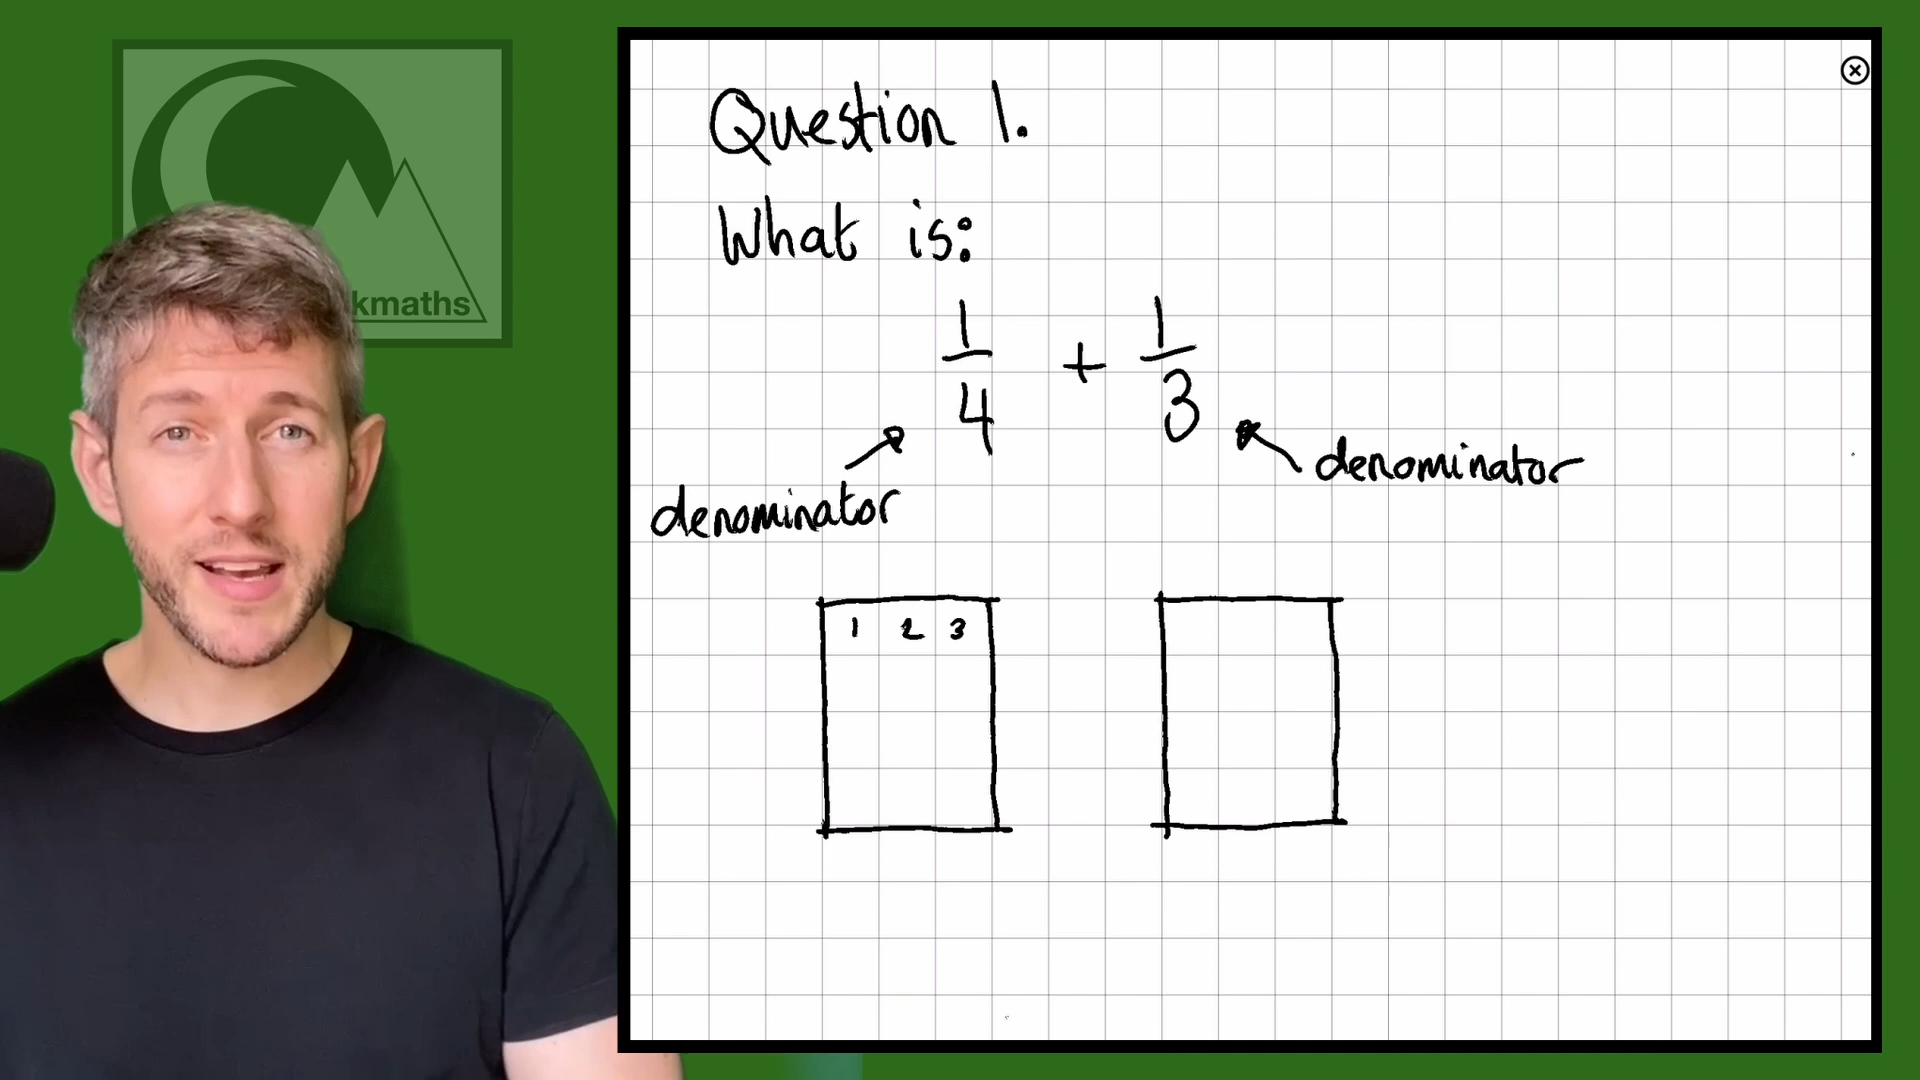 kmaths
Question 1.
What is:
1/4 + 1/3
denominator
denominator
1 2 3